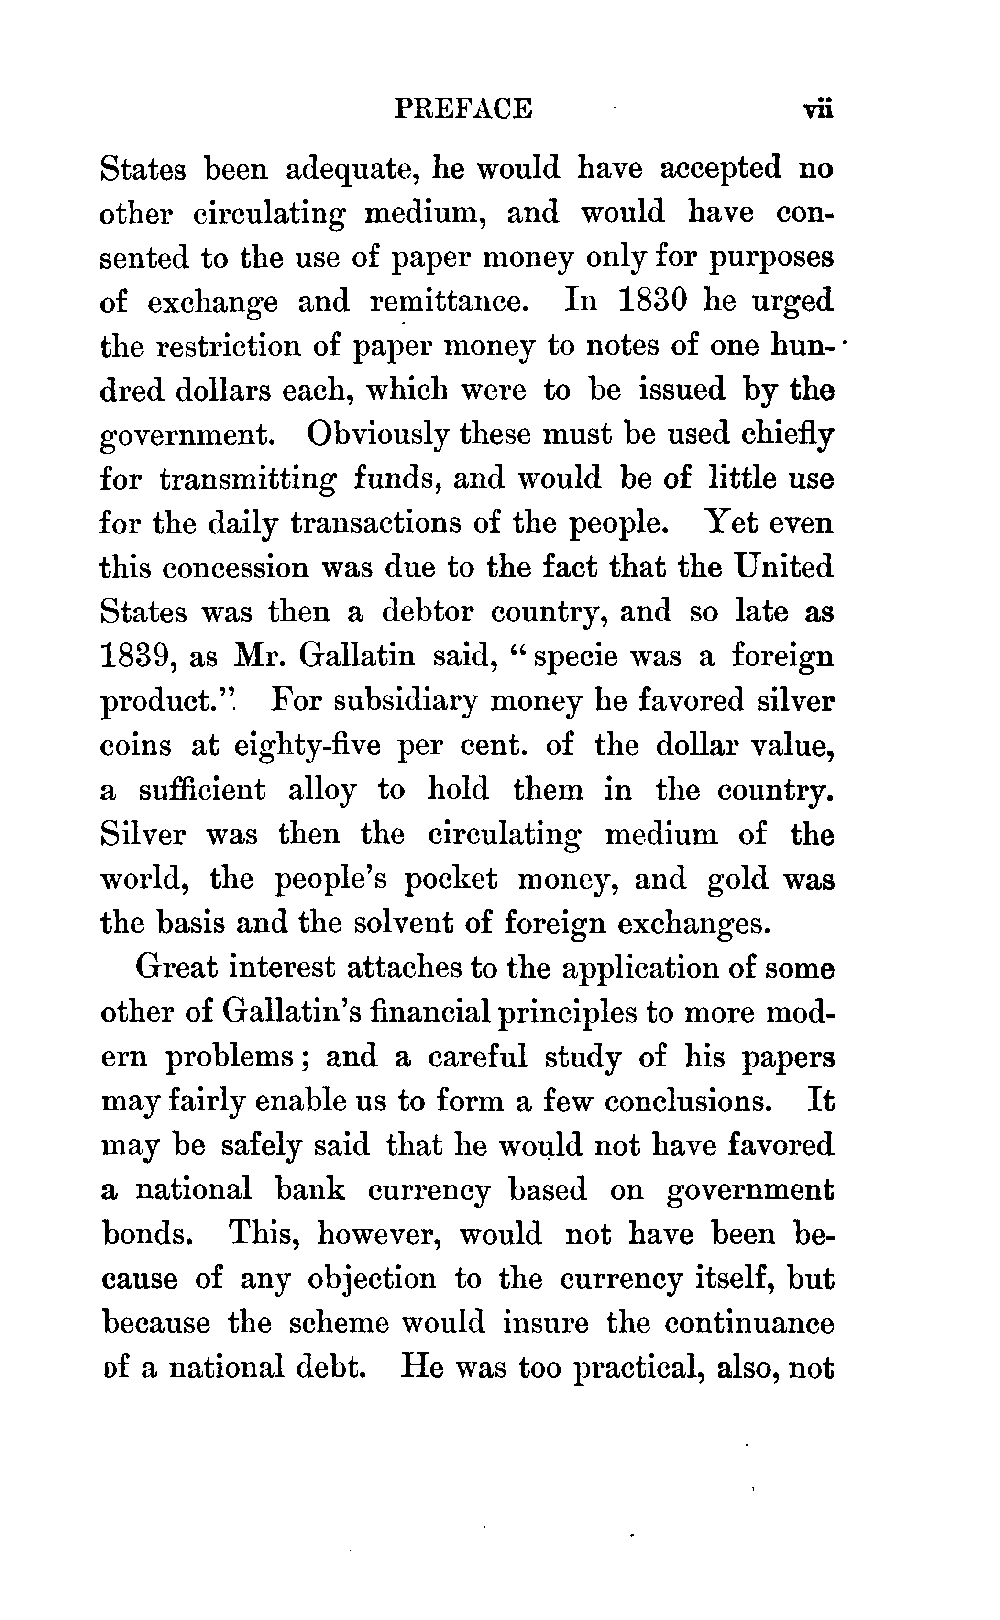 PREFACE vii
States been adequate, he would have accepted no
other circulating medium, and would have con-
sented to the use of paper money only for purposes
of exchange and remittance. In 1830 he urged
the restriction of paper money to notes of one hun-
dred dollars each, which were to be issued by the
government. Obviously these must be used chiefly
for transmitting funds, and would be of little use
for the daily transactions of the people. Yet even
this concession was due to the fact that the United
States was then a debtor country, and so late as
1839, as Mr. Gallatin said, “ specie was a foreign
product.” For subsidiary money he favored silver
coins at eighty-five per cent. of the dollar value,
a sufficient alloy to hold them in the country.
Silver was then the circulating medium of the
world, the people's pocket money, and gold was
the basis and the solvent of foreign exchanges.
Great interest attaches to the application of some
other of Gallatin's financial principles to more mod-
ern problems ; and a careful study of his papers
may fairly enable us to form a few conclusions. It
may be safely said that he would not have favored
a national bank currency based on government
bonds. This, however, would not have been be-
cause of any objection to the currency itself, but
because the scheme would insure the continuance
of a national debt. He was too practical, also, not